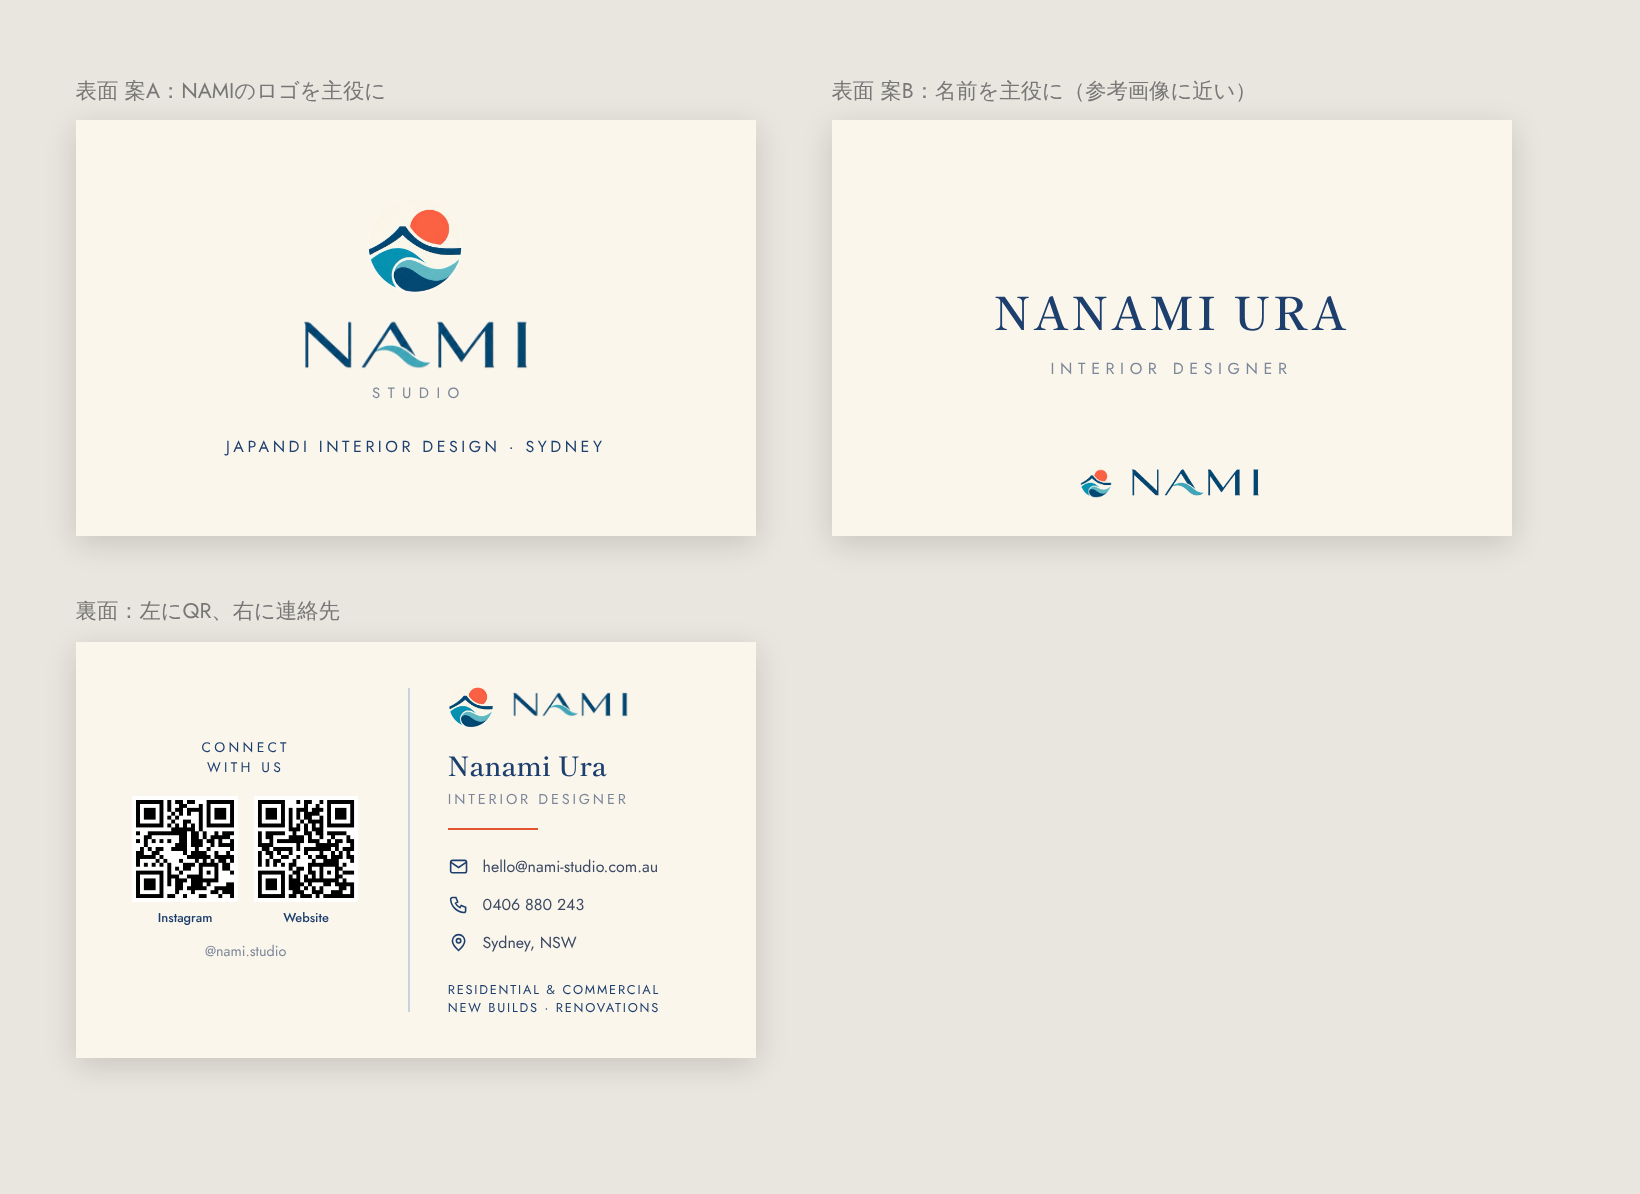 表面 案A：NAMIのロゴを主役に
NAMI
STUDIO
JAPANDI INTERIOR DESIGN · SYDNEY
表面 案B：名前を主役に（参考画像に近い）
NANAMI URA
INTERIOR DESIGNER
NAMI
裏面：左にQR、右に連絡先
CONNECT
WITH US
Instagram
Website
@nami.studio
NAMI
Nanami Ura
INTERIOR DESIGNER
hello@nami-studio.com.au
0406 880 243
Sydney, NSW
RESIDENTIAL & COMMERCIAL
NEW BUILDS · RENOVATIONS